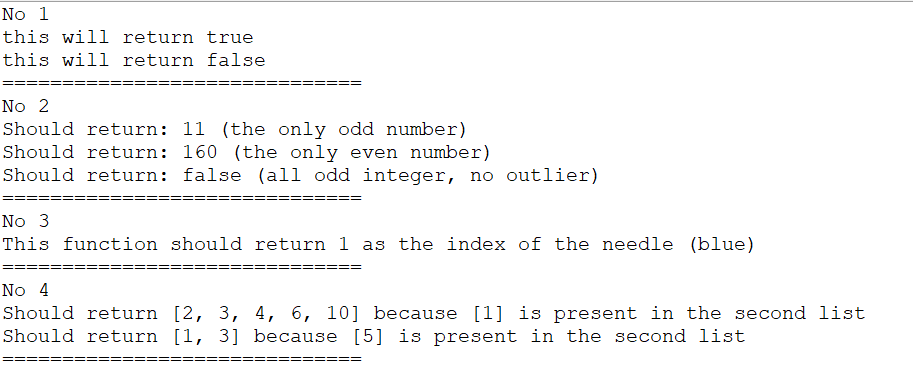 No 1
this will return true
this will return false
==============================
No 2
Should return: 11 (the only odd number)
Should return: 160 (the only even number)
Should return: false (all odd integer, no outlier)
==============================
No 3
This function should return 1 as the index of the needle (blue)
==============================
No 4
Should return [2, 3, 4, 6, 10] because [1] is present in the second list
Should return [1, 3] because [5] is present in the second list
==============================